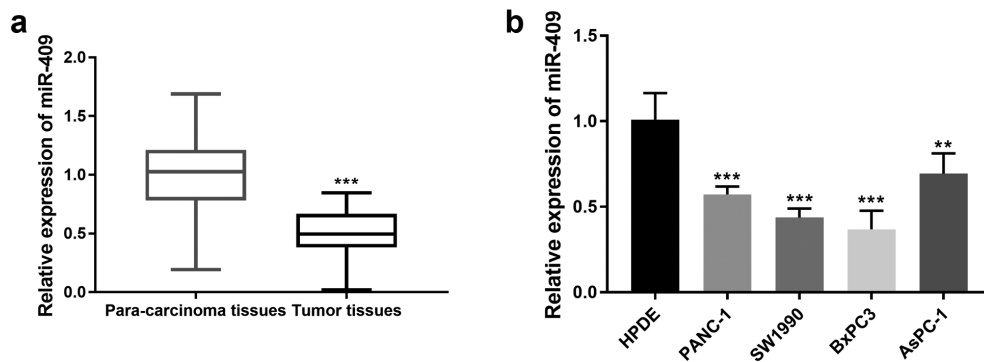 a
Relative expression of miR-409
2.0
1.5
1.0
0.5
0.0
***
Para-carcinoma tissues Tumor tissues
b
Relative expression of miR-409
1.5
1.0
0.5
0.0
***
***
***
**
HPDE
PANC-1
SW1990
BxPC3
AsPC-1